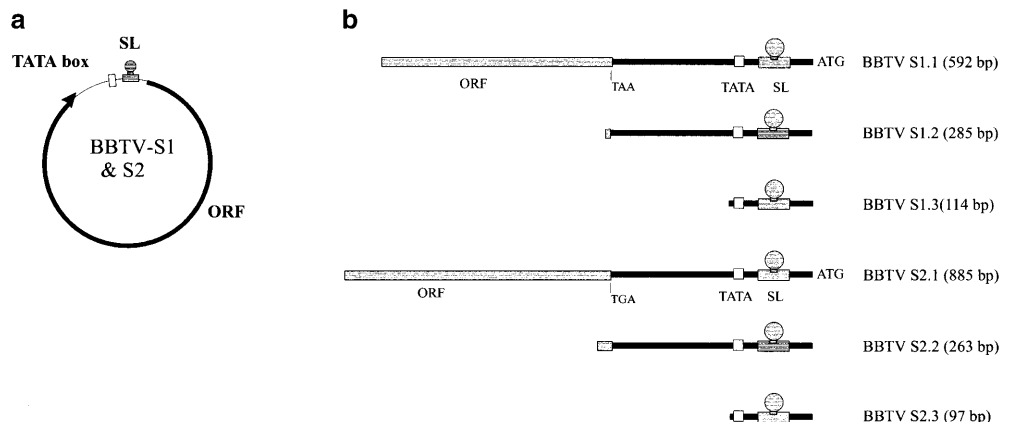 a
b
SL
TATA box
BBTV-S1
& S2
ORF
ATG
BBTV S1.1 (592 bp)
ORF
TAA
TATA
SL
BBTV S1.2 (285 bp)
BBTV S1.3(114 bp)
ATG
BBTV S2.1 (885 bp)
ORF
TGA
TATA
SL
BBTV S2.2 (263 bp)
BBTV S2.3 (97 bp)